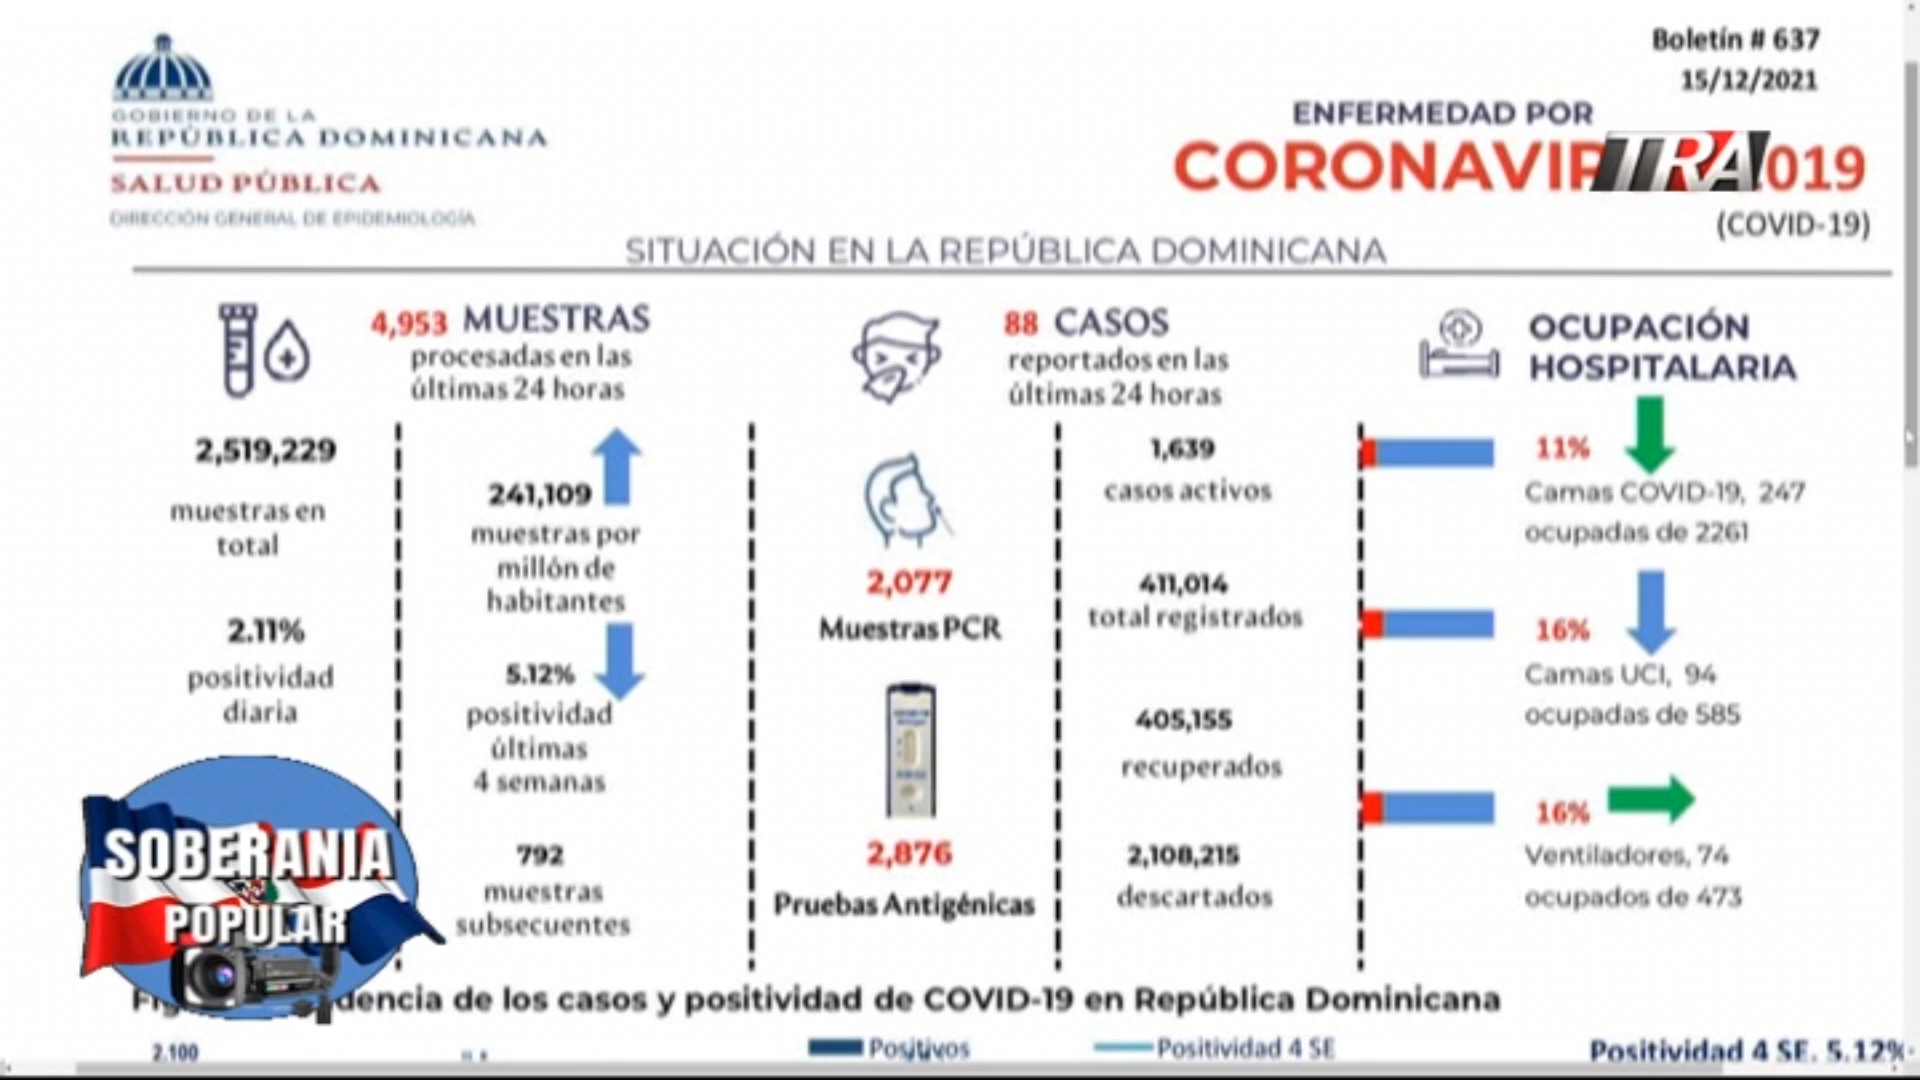 Boletín # 637
15/12/2021
GOBIERNO DE LA
REPÚBLICA DOMINICANA
SALUD PÚBLICA
DIRECCIÓN GENERAL DE EPIDEMIOLOGÍA
ENFERMEDAD POR
CORONAVIR TRA 019
(COVID-19)
SITUACIÓN EN LA REPÚBLICA DOMINICANA
4,953 MUESTRAS
procesadas en las
últimas 24 horas
2,519,229
muestras en
total
2.11%
positividad
diaria
241,109
muestras por
millón de
habitantes
5.12%
positividad
últimas
4 semanas
792
muestras
subsecuentes
88 CASOS
reportados en las
últimas 24 horas
2,077
Muestras PCR
2,876
Pruebas Antigénicas
1,639
casos activos
411,014
total registrados
405,155
recuperados
2,108,215
descartados
OCUPACIÓN
HOSPITALARIA
11%
Camas COVID-19, 247
ocupadas de 2261
16%
Camas UCI, 94
ocupadas de 585
16%
Ventiladores, 74
ocupados de 473
SOBERANIA
POPULAR
dencia de los casos y positividad de COVID-19 en República Dominicana
2.100
Positivos
Positividad 4 SE
Positividad 4 SE. 5.12%